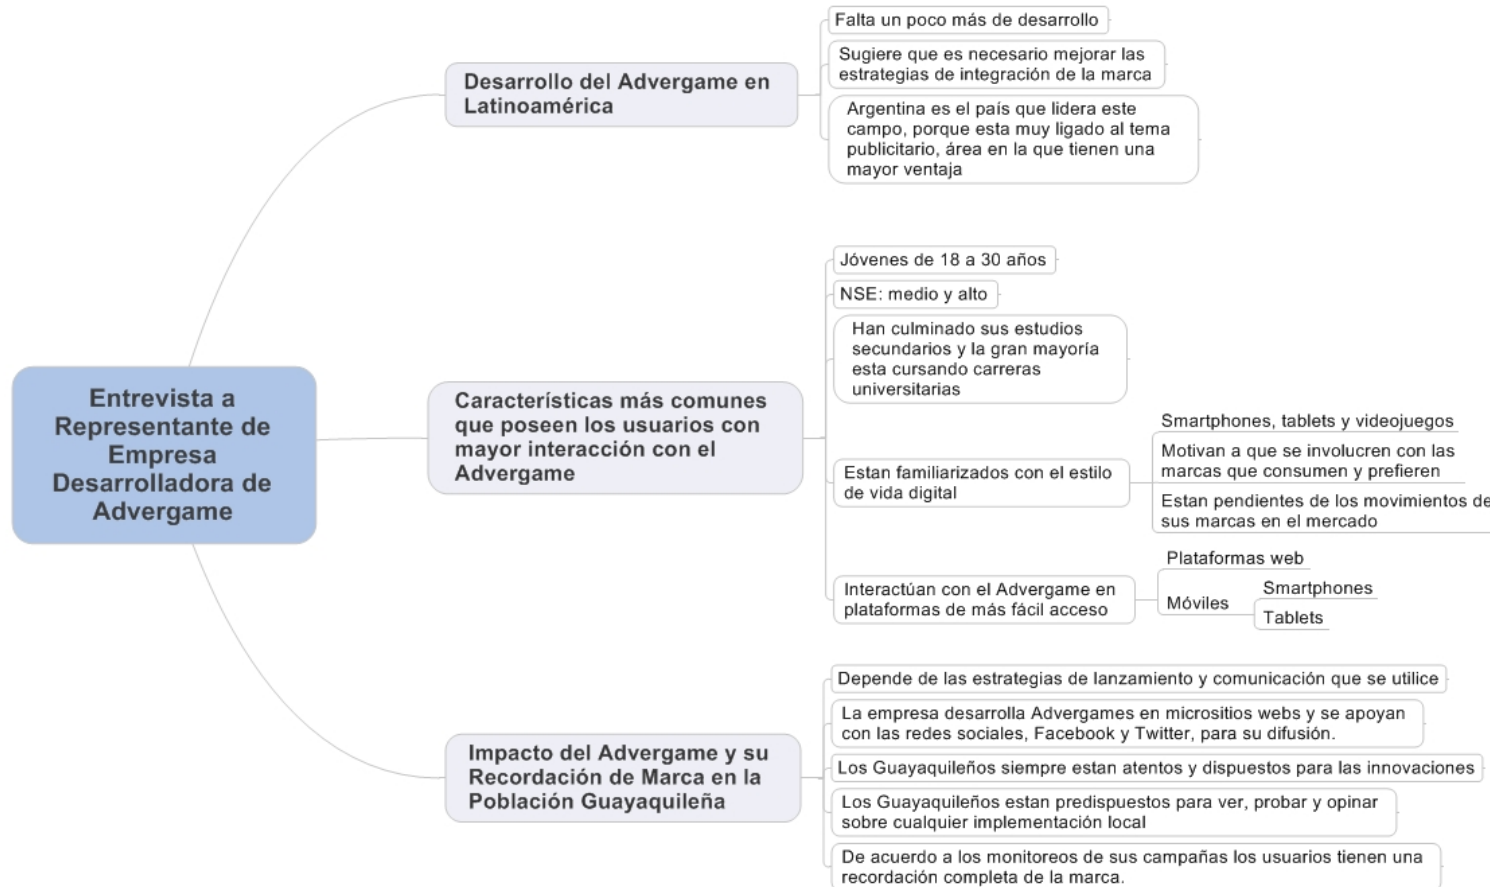 Entrevista a
Representante de
Empresa
Desarrolladora de
Advergame
Desarrollo del Advergame en
Latinoamérica
Falta un poco más de desarrollo
Sugiere que es necesario mejorar las
estrategias de integración de la marca
Argentina es el país que lidera este
campo, porque esta muy ligado al tema
publicitario, área en la que tienen una
mayor ventaja
Características más comunes
que poseen los usuarios con
mayor interacción con el
Advergame
Jóvenes de 18 a 30 años
NSE: medio y alto
Han culminado sus estudios
secundarios y la gran mayoría
esta cursando carreras
universitarias
Estan familiarizados con el estilo
de vida digital
Smartphones, tablets y videojuegos
Motivan a que se involucren con las
marcas que consumen y prefieren
Estan pendientes de los movimientos de
sus marcas en el mercado
Interactúan con el Advergame en
plataformas de más fácil acceso
Plataformas web
Móviles
Smartphones
Tablets
Impacto del Advergame y su
Recordación de Marca en la
Población Guayaquileña
Depende de las estrategias de lanzamiento y comunicación que se utilice
La empresa desarrolla Advergames en micrositios webs y se apoyan
con las redes sociales, Facebook y Twitter, para su difusión.
Los Guayaquileños siempre estan atentos y dispuestos para las innovaciones
Los Guayaquileños estan predispuestos para ver, probar y opinar
sobre cualquier implementación local
De acuerdo a los monitoreos de sus campañas los usuarios tienen una
recordación completa de la marca.